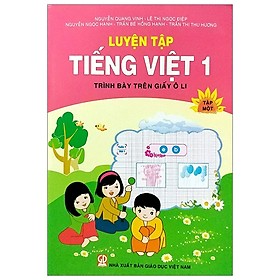 NGUYỄN QUANG VINH - LÊ THỊ NGỌC ĐIỆP
NGUYỄN NGỌC HẠNH - TRẦN BÊ HỒNG HẠNH - TRẦN THỊ THU HƯƠNG
LUYỆN TẬP
TIẾNG VIỆT 1
TRÌNH BÀY TRÊN GIẤY Ô LI
TẬP
MỘT
NHÀ XUẤT BẢN GIÁO DỤC VIỆT NAM